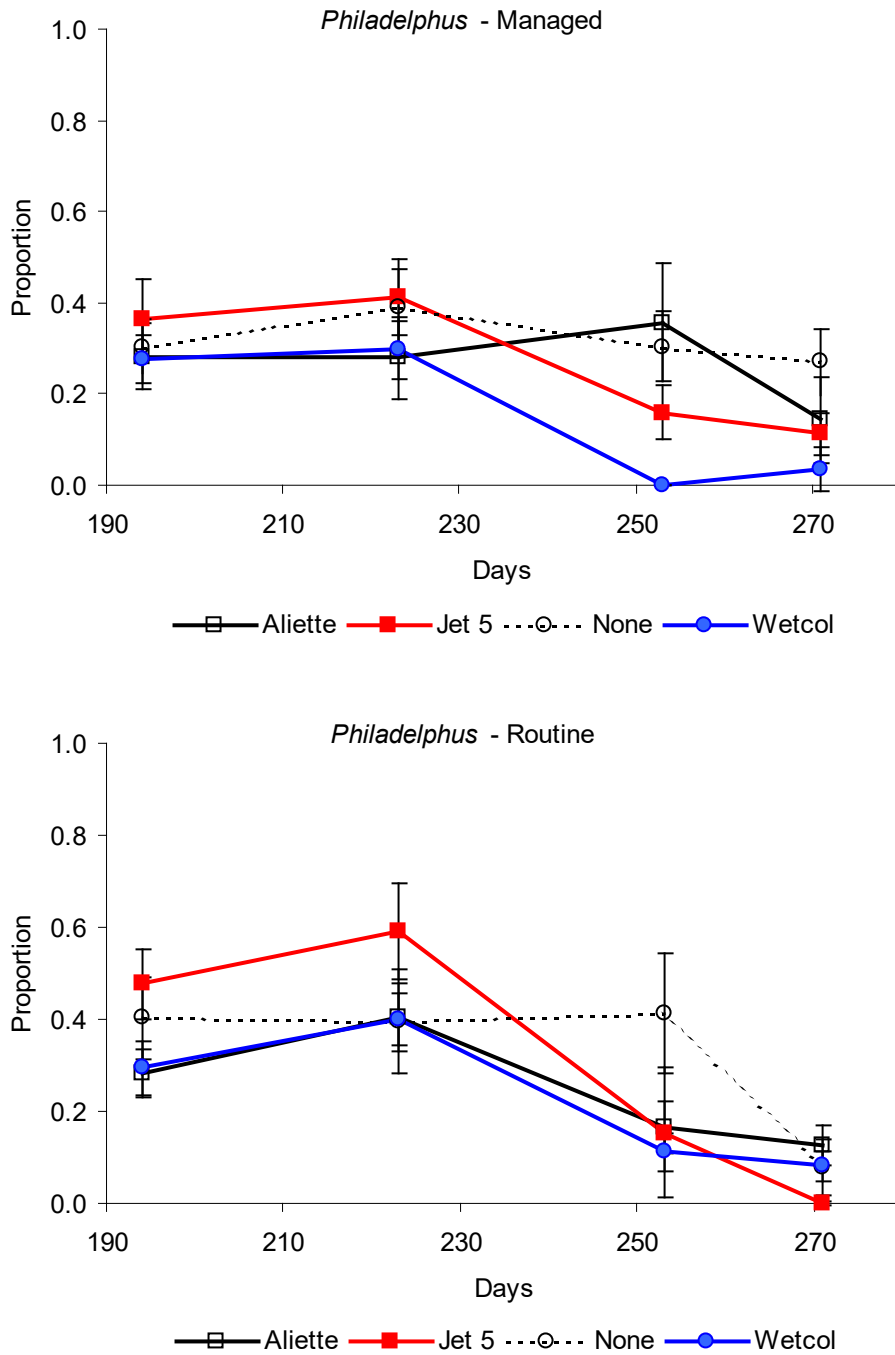 Philadelphus - Managed
1.0
0.8
0.6
0.4
0.2
0.0
Proportion
190 210 230 250 270
Days
Aliette Jet 5 None Wetcol
Philadelphus - Routine
1.0
0.8
0.6
0.4
0.2
0.0
Proportion
190 210 230 250 270
Days
Aliette Jet 5 None Wetcol